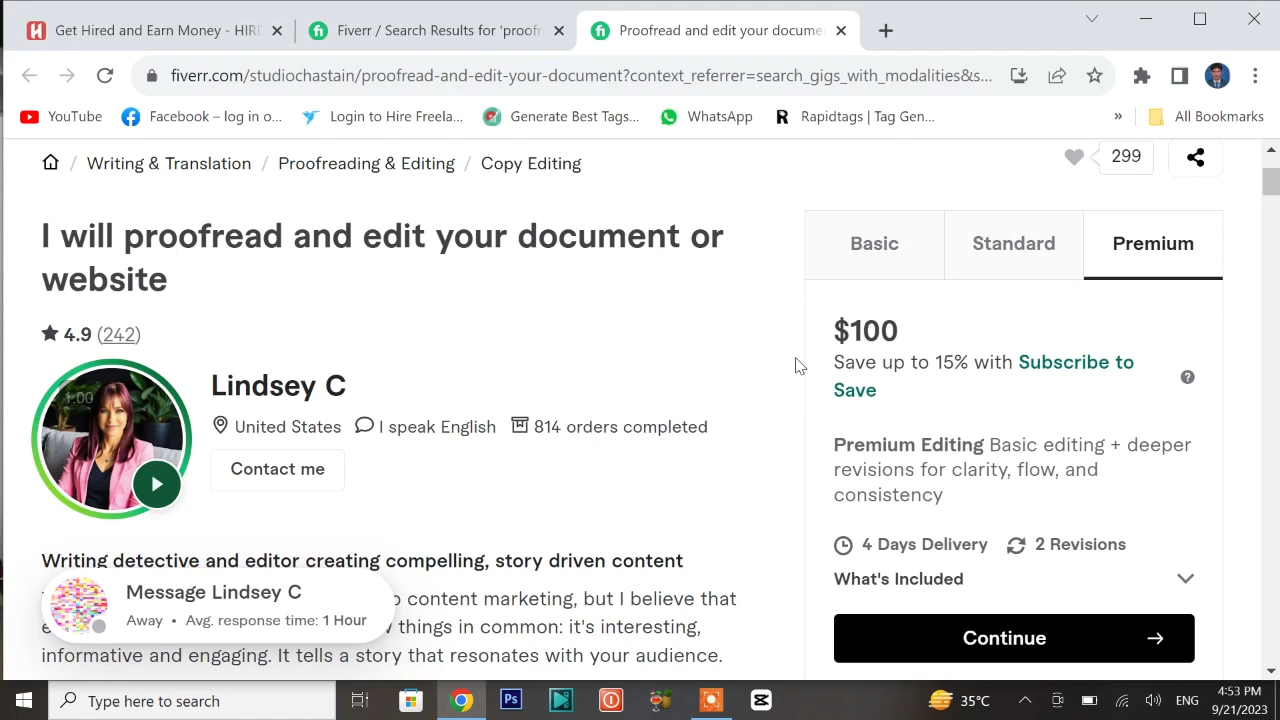 Get Hired and Earn Money - HIRE
Fiverr / Search Results for 'proof
Proofread and edit your docume
fiverr.com/studiochastain/proofread-and-edit-your-document?context_referrer=search_gigs_with_modalities&s...
YouTube
Facebook – log in o...
Login to Hire Freela...
Generate Best Tags...
WhatsApp
R
Rapidtags | Tag Gen...
»
All Bookmarks
/ Writing & Translation / Proofreading & Editing / Copy Editing
299
I will proofread and edit your document or
website
4.9 (242)
1.00
Lindsey C
United States I speak English 814 orders completed
Contact me
Writing detective and editor creating compelling, story driven content
o content marketing, but I believe that
things in common: it's interesting,
informative and engaging. It tells a story that resonates with your audience.
Message Lindsey C
Away • Avg. response time: 1 Hour
Basic Standard Premium
$100
Save up to 15% with Subscribe to
Save
Premium Editing Basic editing + deeper
revisions for clarity, flow, and
consistency
4 Days Delivery 2 Revisions
What's Included
Continue →
Type here to search
Ps
35°C
ENG
4:53 PM
9/21/2023